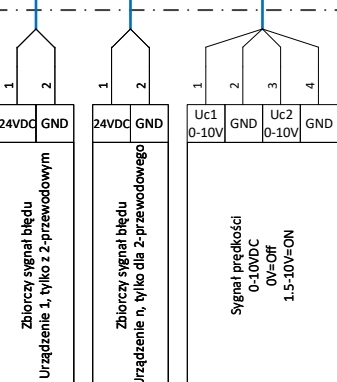 1 2
24VDC GND
Zbiorczy sygnał błędu
Urządzenie 1, tylko z 2-przewodowym
1 2
24VDC GND
Zbiorczy sygnał błędu
Urządzenie n, tylko dla 2-przewodowego
1 2 3 4
Uc1
0-10V
GND
Uc2
0-10V
GND
Sygnał prędkości
0-10VDC
0V=Off
1.5-10V=ON